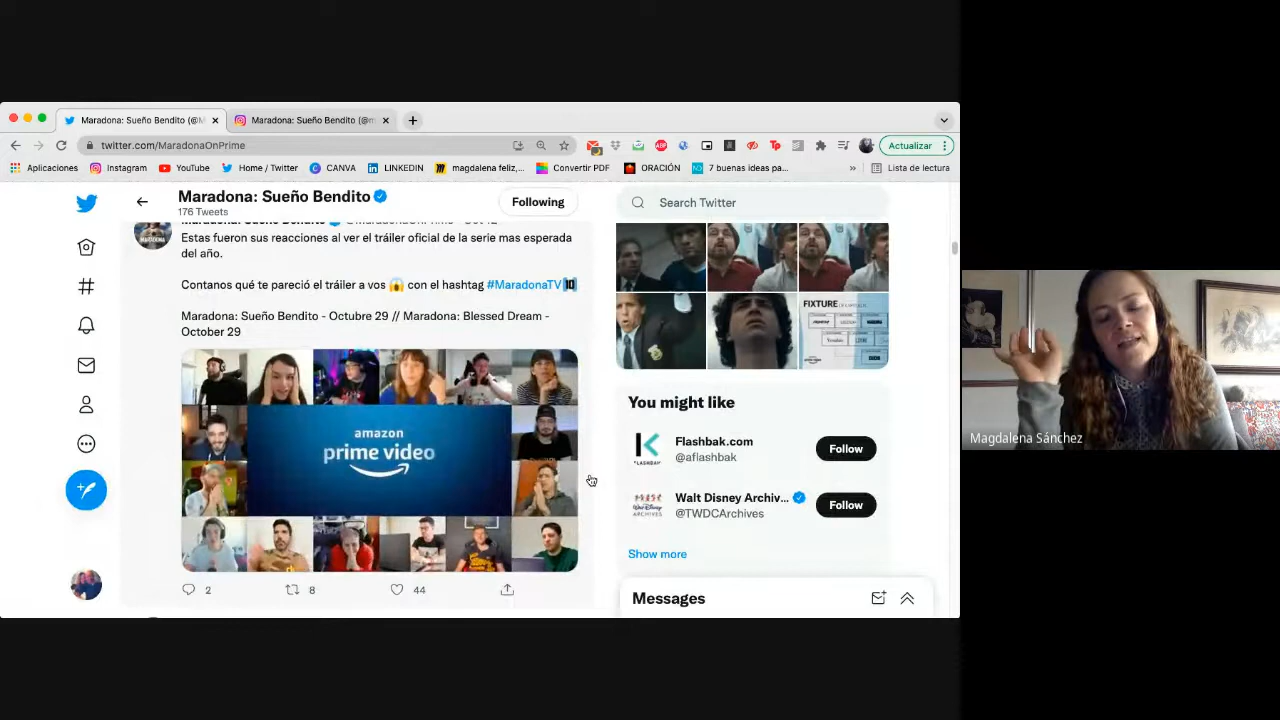 Maradona: Sueño Bendito (@M
Maradona: Sueño Bendito (@m
twitter.com/MaradonaOnPrime
Actualizar
Aplicaciones
Instagram
YouTube
Home / Twitter
CANVA
LINKEDIN
magdalena feliz,...
Convertir PDF
ORACIÓN
7 buenas ideas pa...
»
Lista de lectura
Maradona: Sueño Bendito
176 Tweets
Following
Search Twitter
Estas fueron sus reacciones al ver el tráiler oficial de la serie mas esperada
del año.
Contanos qué te pareció el tráiler a vos 😱 con el hashtag #MaradonaTV
Maradona: Sueño Bendito - Octubre 29 // Maradona: Blessed Dream -
October 29
amazon
prime video
2
8
44
FIXTURE
You might like
FLASHBAK
Flashbak.com
@aflashbak
Follow
Walt Disney Archiv...
@TWDCArchives
Follow
Show more
Messages
Magdalena Sánchez